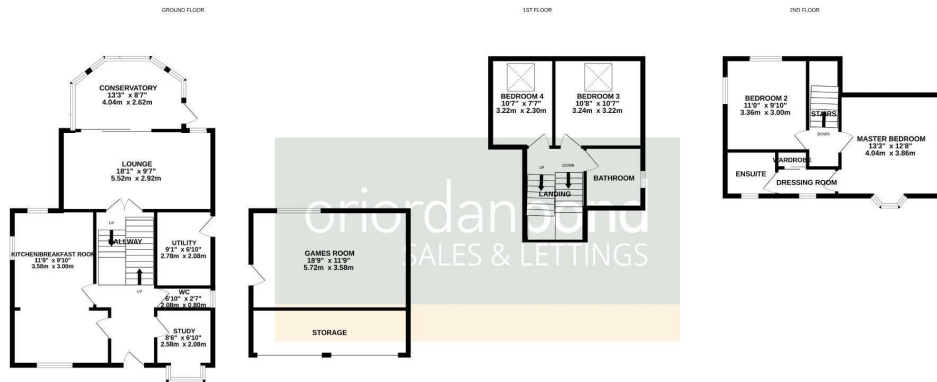 GROUND FLOOR
CONSERVATORY
13'3" x 8'7"
4.04m x 2.62m
LOUNGE
18'1" x 9'7"
5.52m x 2.92m
UP
HALLWAY
KITCHEN/BREAKFAST ROOM
11'9" x 9'10"
3.58m x 3.00m
UTILITY
9'1" x 6'10"
2.78m x 2.08m
UP
WC
6'10" x 2'7"
2.08m x 0.80m
STUDY
8'6" x 6'10"
2.58m x 2.08m
GAMES ROOM
18'9" x 11'9"
5.72m x 3.58m
STORAGE
1ST FLOOR
BEDROOM 4
10'7" x 7'7"
3.22m x 2.30m
BEDROOM 3
10'8" x 10'7"
3.24m x 3.22m
UP
DOWN
BATHROOM
LANDING
2ND FLOOR
BEDROOM 2
11'0" x 9'10"
3.36m x 3.00m
STAIRS
DOWN
MASTER BEDROOM
13'3" x 12'8"
4.04m x 3.86m
WARDROBE
ENSUITE
DRESSING ROOM
oriordanbond
SALES & LETTINGS